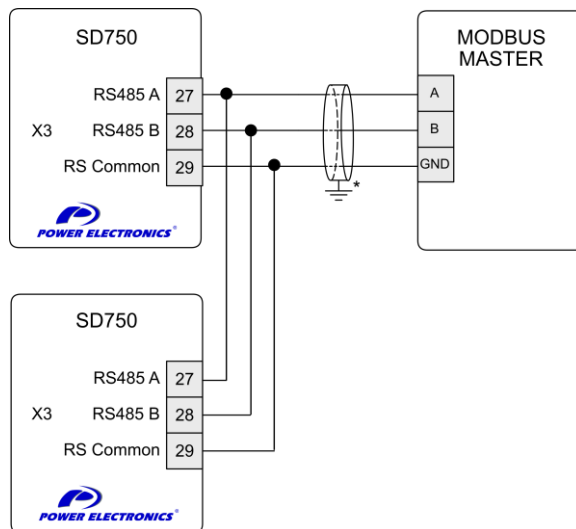 SD750
RS485 A 27
X3 RS485 B 28
RS Common 29
POWER ELECTRONICS®
MODBUS
MASTER
A
B
GND
*
SD750
RS485 A 27
X3 RS485 B 28
RS Common 29
POWER ELECTRONICS®